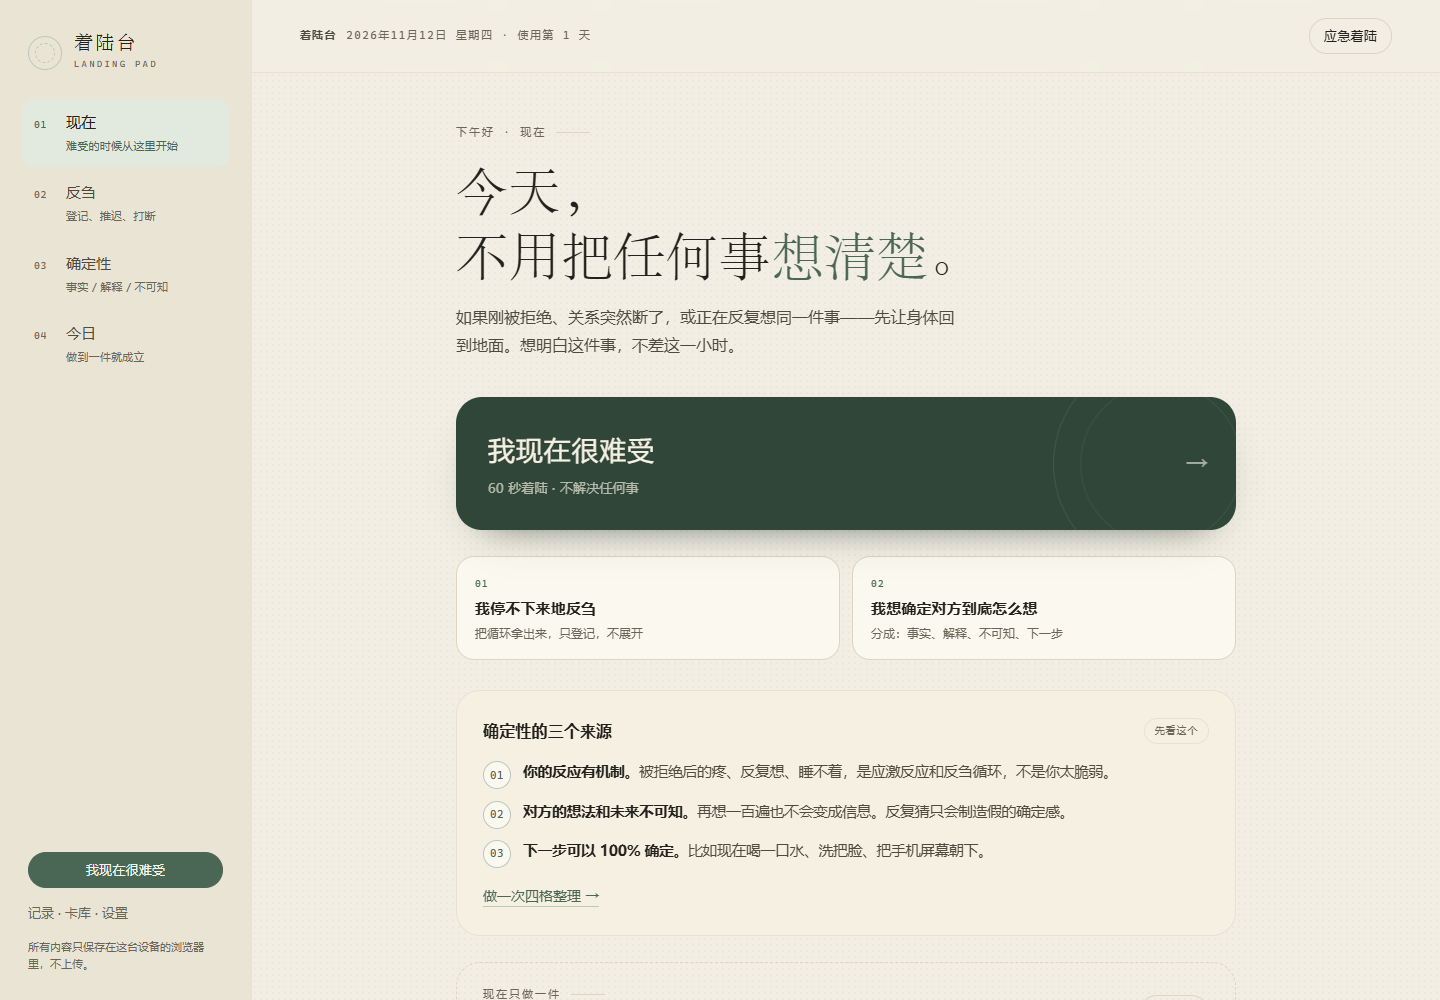 着陆台
LANDING PAD
01 现在
难受的时候从这里开始
02 反刍
登记、推迟、打断
03 确定性
事实 / 解释 / 不可知
04 今日
做到一件就成立
我现在很难受
记录 · 卡库 · 设置
所有内容只保存在这台设备的浏览器
里，不上传。
着陆台 2026年11月12日 星期四 · 使用第 1 天
应急着陆
下午好 · 现在
今天，
不用把任何事想清楚。
如果刚被拒绝、关系突然断了，或正在反复想同一件事——先让身体回
到地面。想明白这件事，不差这一小时。
我现在很难受
60 秒着陆 · 不解决任何事
→
01
我停不下来地反刍
把循环拿出来，只登记，不展开
02
我想确定对方到底怎么想
分成：事实、解释、不可知、下一步
确定性的三个来源
先看这个
01 你的反应有机制。被拒绝后的疼、反复想、睡不着，是应激反应和反刍循环，不是你太脆弱。
02 对方的想法和未来不可知。再想一百遍也不会变成信息。反复猜只会制造假的确定感。
03 下一步可以 100% 确定。比如现在喝一口水、洗把脸、把手机屏幕朝下。
做一次四格整理 →
现在只做一件